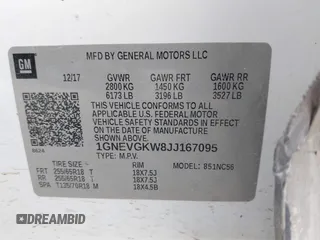 GM
MFD BY GENERAL MOTORS LLC
12/17 GVWR GAWR FRT GAWR RR
2800 KG 1450 KG 1600 KG
6173 LB 3196 LB 3527 LB
THIS VEHICLE CONFORMS TO ALL
APPLICABLE U.S. FEDERAL MOTOR
VEHICLE SAFETY STANDARDS IN EFFECT
ON THE DATE OF MANUFACTURE SHOWN ABOVE.
1GNEVGKW8JJ167095
TYPE: M.P.V.
TIRE SIZE RIM
FRT 255/65R18 T 18X7.5J
RR 255/65R18 T 18X7.5J
SPA T135/70R18 M 18X4.5B
AUTOBIDMASTER